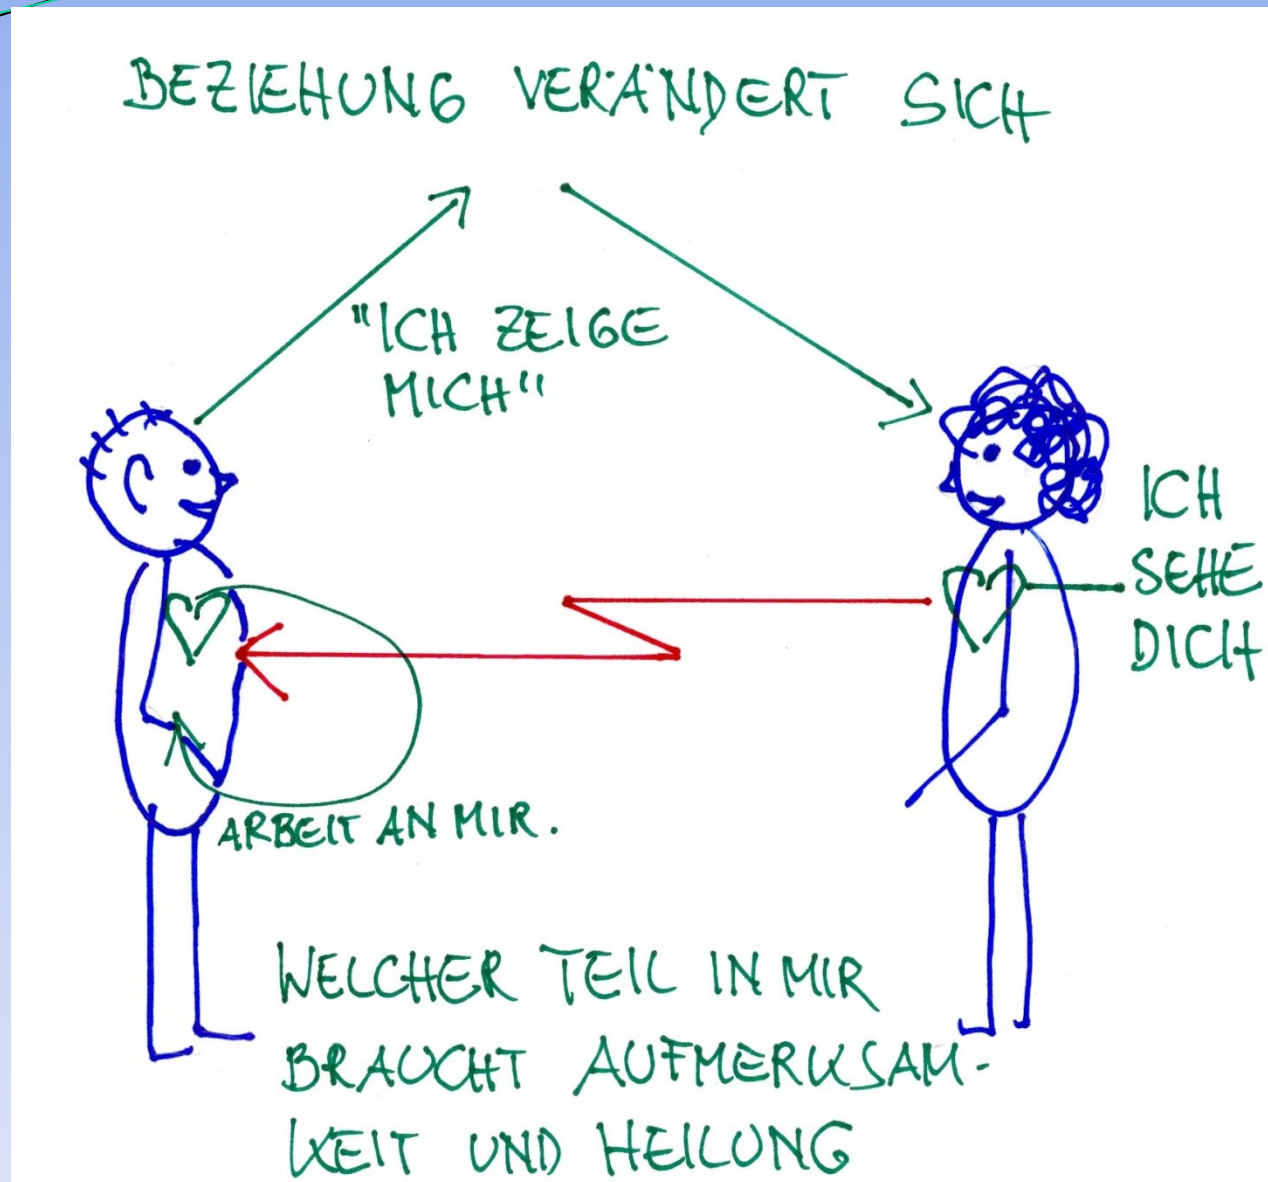 BEZIEHUNG VERÄNDERT SICH
"ICH ZEIGE
MICH"
ICH
SEHE
DICH
ARBEIT AN MIR.
WELCHER TEIL IN MIR
BRAUCHT AUFMERKSAM-
KEIT UND HEILUNG